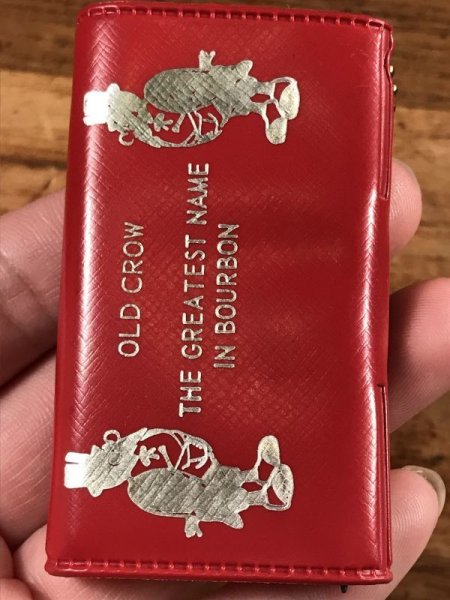 OLD CROW
THE GREATEST NAME
IN BOURBON